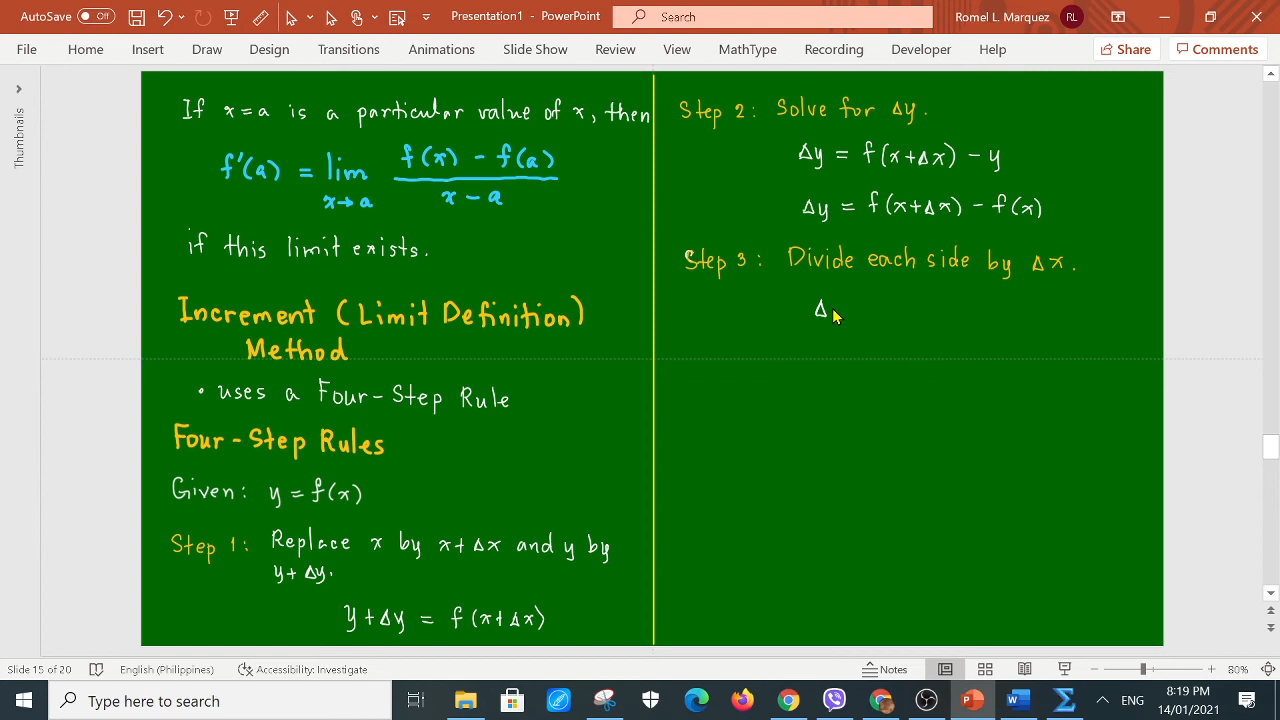 AutoSave Off
Presentation1 - PowerPoint
Search
Romel L. Marquez RL
File Home Insert Draw Design Transitions Animations Slide Show Review View MathType Recording Developer Help Share Comments
Thumbnails
If x=a is a particular value of x, then
f'(a) = lim x→a (f(x) - f(a)) / (x - a)
if this limit exists.
Increment (Limit Definition)
Method
• uses a Four-Step Rule
Four-Step Rules
Given: y = f(x)
Step 1: Replace x by x+Δx and y by
y+Δy.
y+Δy = f(x+Δx)
Step 2: Solve for Δy.
Δy = f(x+Δx) - y
Δy = f(x+Δx) - f(x)
Step 3: Divide each side by Δx.
Δ
Slide 15 of 20 English (Philippines) Accessibility: Investigate Notes 80%
Type here to search
ENG
8:19 PM
14/01/2021